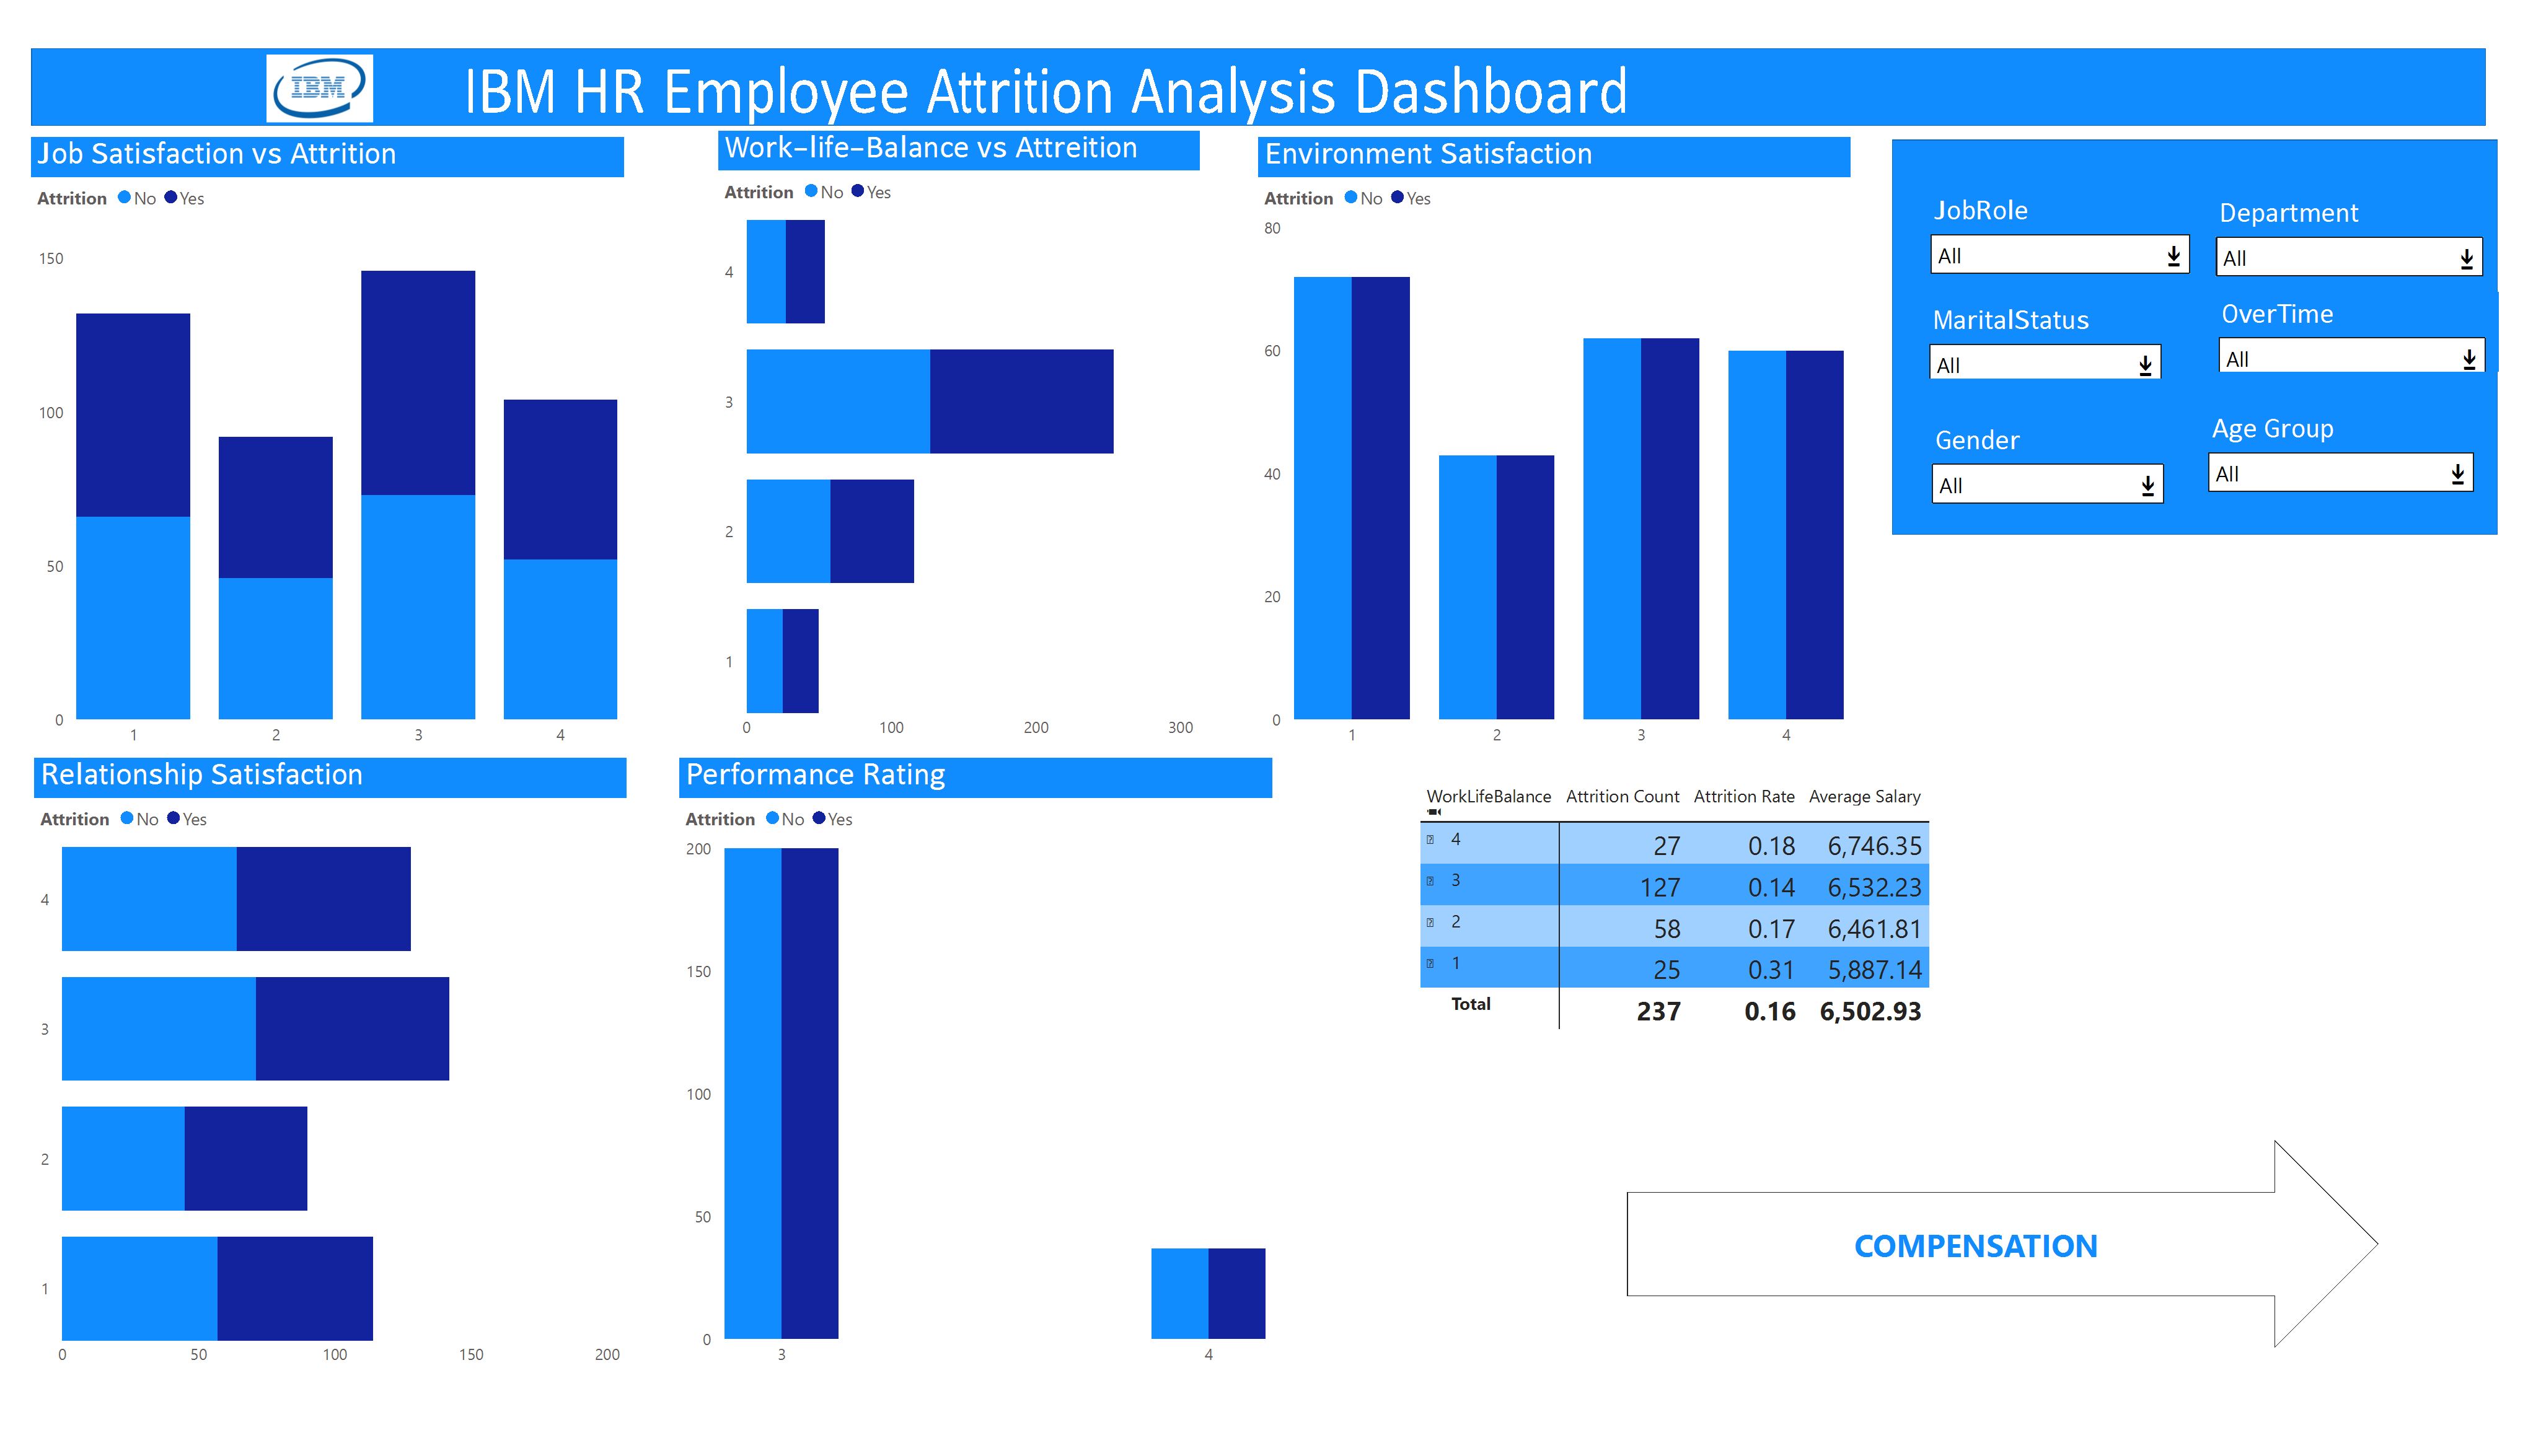 IBM
IBM HR Employee Attrition Analysis Dashboard
Job Satisfaction vs Attrition
Attrition No Yes
150
100
50
0
1 2 3 4
Work-life-Balance vs Attreition
Attrition No Yes
4
3
2
1
0 100 200 300
Environment Satisfaction
Attrition No Yes
80
60
40
20
0
1 2 3 4
JobRole
All
Department
All
MaritalStatus
All
OverTime
All
Gender
All
Age Group
All
Relationship Satisfaction
Attrition No Yes
4
3
2
1
0 50 100 150 200
Performance Rating
Attrition No Yes
200
150
100
50
0
3 4
WorkLifeBalance Attrition Count Attrition Rate Average Salary
4 27 0.18 6,746.35
3 127 0.14 6,532.23
2 58 0.17 6,461.81
1 25 0.31 5,887.14
Total 237 0.16 6,502.93
COMPENSATION